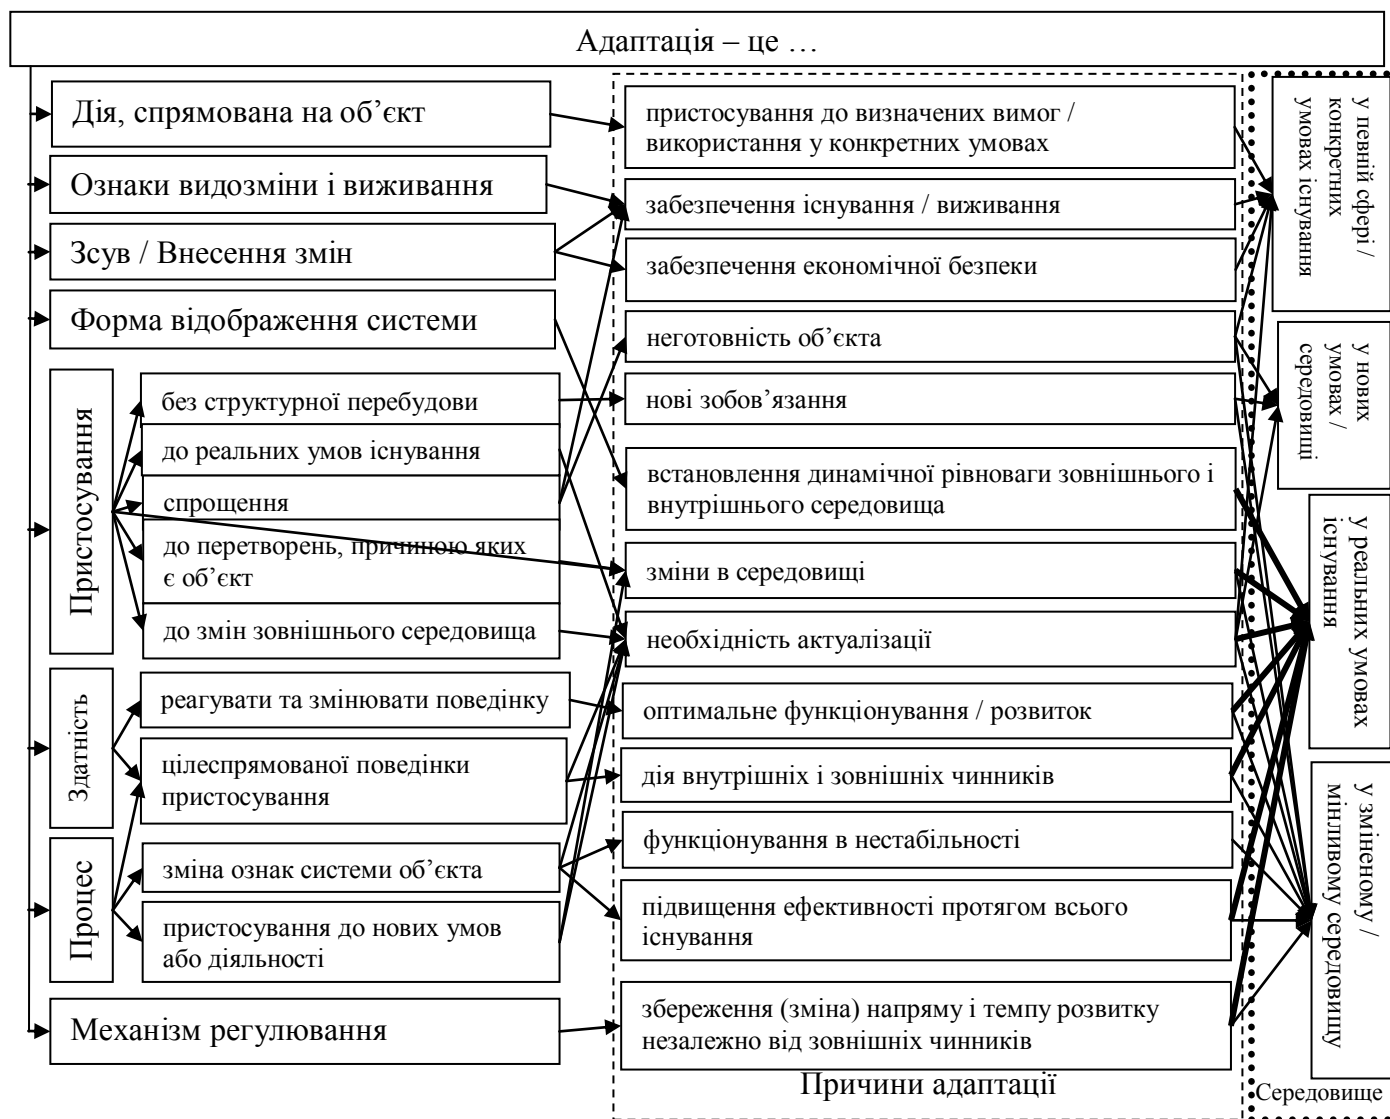 Адаптація – це …
Дія, спрямована на об’єкт
Ознаки видозміни і виживання
Зсув / Внесення змін
Форма відображення системи
Пристосування
без структурної перебудови
до реальних умов існування
спрощення
до перетворень, причиною яких
є об’єкт
до змін зовнішнього середовища
Здатність
реагувати та змінювати поведінку
цілеспрямованої поведінки
пристосування
Процес
зміна ознак системи об’єкта
пристосування до нових умов
або діяльності
Механізм регулювання
пристосування до визначених вимог /
використання у конкретних умовах
забезпечення існування / виживання
забезпечення економічної безпеки
неготовність об’єкта
нові зобов’язання
встановлення динамічної рівноваги зовнішнього і
внутрішнього середовища
зміни в середовищі
необхідність актуалізації
оптимальне функціонування / розвиток
дія внутрішніх і зовнішніх чинників
функціонування в нестабільності
підвищення ефективності протягом всього
існування
збереження (зміна) напряму і темпу розвитку
незалежно від зовнішніх чинників
Причини адаптації
у певній сфері /
конкретних
умовах існування
у нових
умовах /
середовищі
у реальних умовах
існування
у зміненому /
мінливому середовищу
Середовище